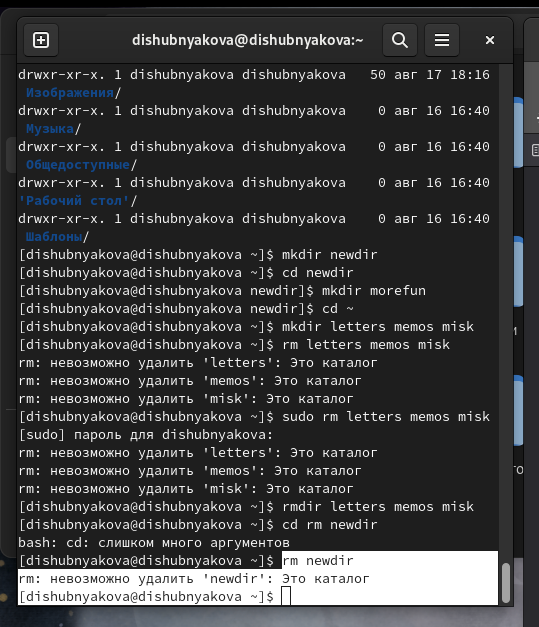 dishubnyakova@dishubnyakova:~
drwxr-xr-x. 1 dishubnyakova dishubnyakova   50 авг 17 18:16
 Изображения/
drwxr-xr-x. 1 dishubnyakova dishubnyakova    0 авг 16 16:40
 Музыка/
drwxr-xr-x. 1 dishubnyakova dishubnyakova    0 авг 16 16:40
 Общедоступные/
drwxr-xr-x. 1 dishubnyakova dishubnyakova    0 авг 16 16:40
'Рабочий стол'/
drwxr-xr-x. 1 dishubnyakova dishubnyakova    0 авг 16 16:40
 Шаблоны/
[dishubnyakova@dishubnyakova ~]$ mkdir newdir
[dishubnyakova@dishubnyakova ~]$ cd newdir
[dishubnyakova@dishubnyakova newdir]$ mkdir morefun
[dishubnyakova@dishubnyakova newdir]$ cd ~
[dishubnyakova@dishubnyakova ~]$ mkdir letters memos misk
[dishubnyakova@dishubnyakova ~]$ rm letters memos misk
rm: невозможно удалить 'letters': Это каталог
rm: невозможно удалить 'memos': Это каталог
rm: невозможно удалить 'misk': Это каталог
[dishubnyakova@dishubnyakova ~]$ sudo rm letters memos misk
[sudo] пароль для dishubnyakova:
rm: невозможно удалить 'letters': Это каталог
rm: невозможно удалить 'memos': Это каталог
rm: невозможно удалить 'misk': Это каталог
[dishubnyakova@dishubnyakova ~]$ rmdir letters memos misk
[dishubnyakova@dishubnyakova ~]$ cd rm newdir
bash: cd: слишком много аргументов
[dishubnyakova@dishubnyakova ~]$ rm newdir
rm: невозможно удалить 'newdir': Это каталог
[dishubnyakova@dishubnyakova ~]$